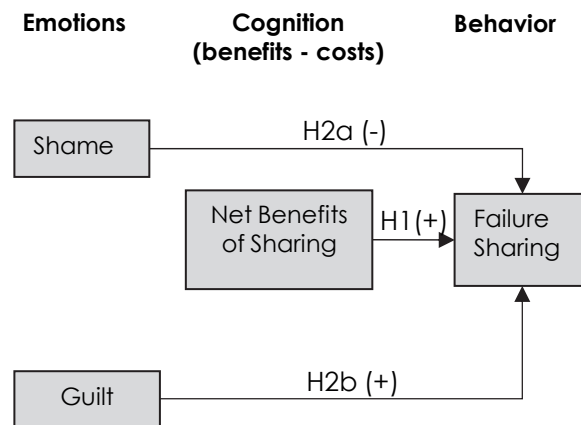 Emotions
Cognition
(benefits - costs)
Behavior
H2a (-)
Shame
Net Benefits
of Sharing
H1(+)
Failure
Sharing
H2b (+)
Guilt